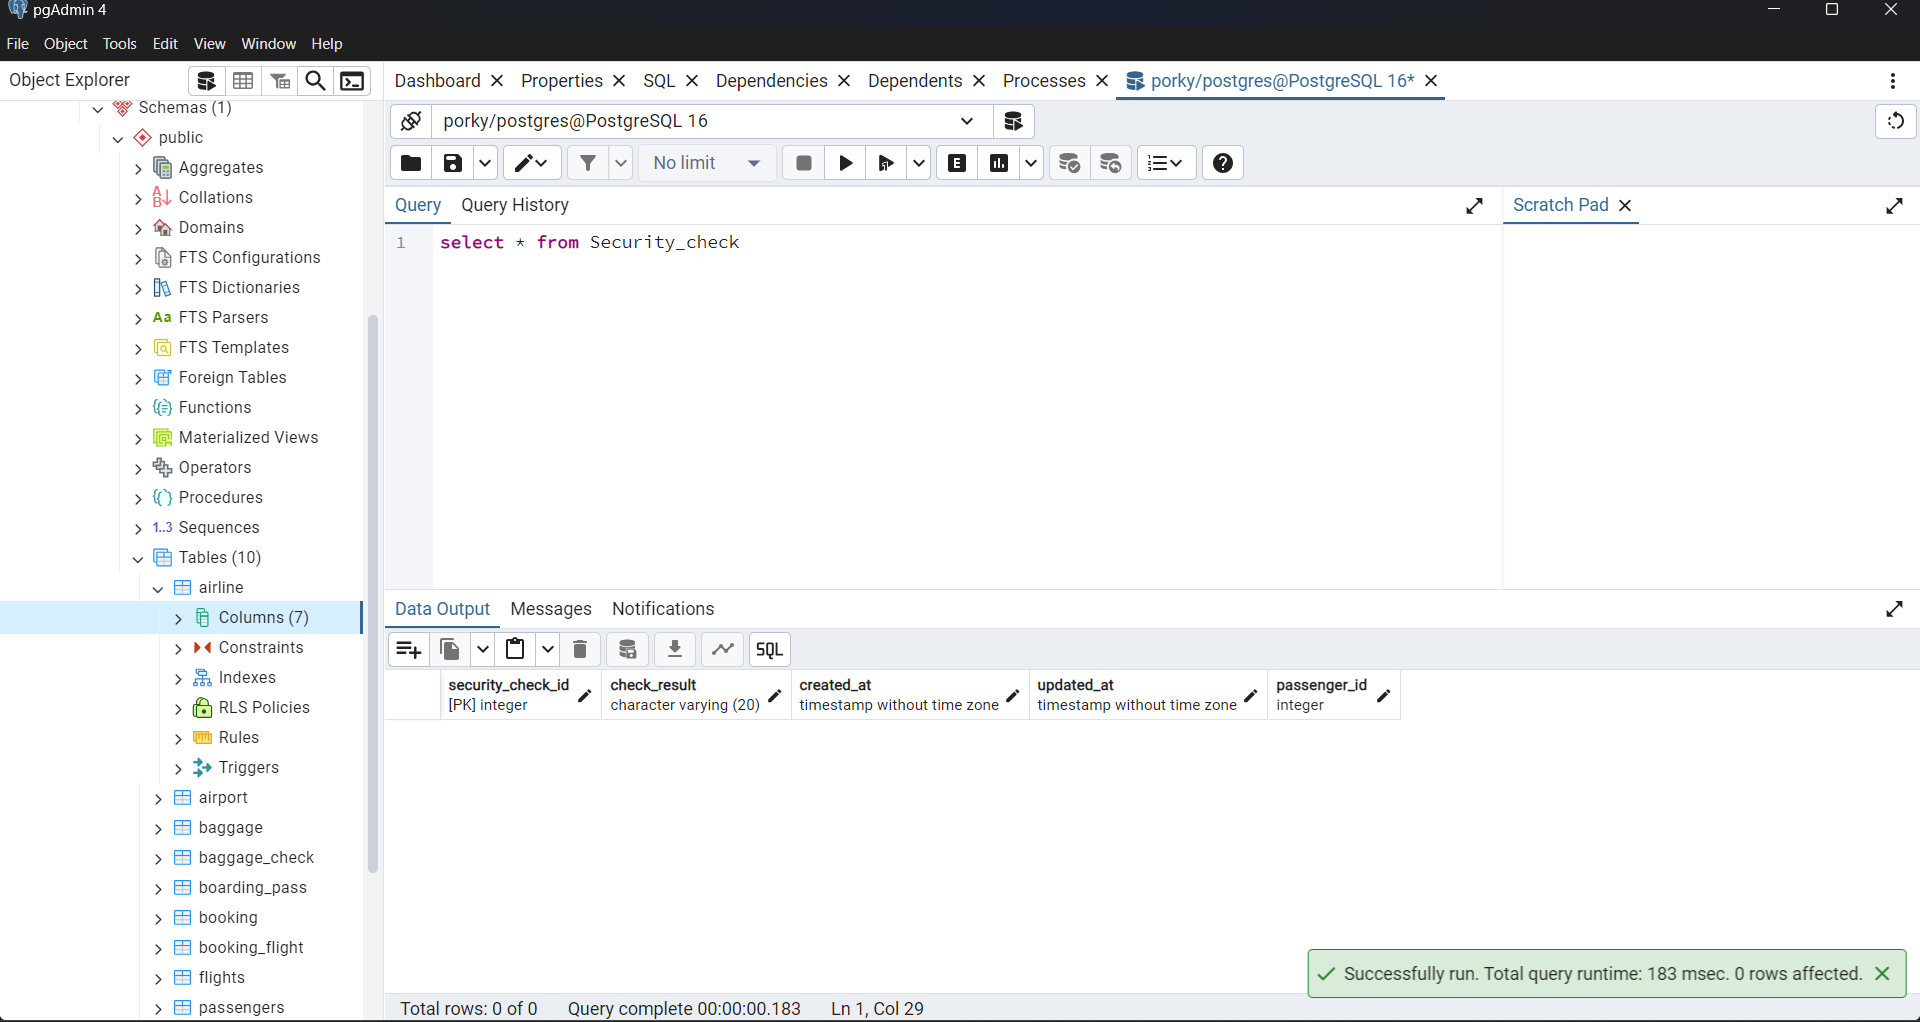 pgAdmin 4
File Object Tools Edit View Window Help
Object Explorer
Dashboard Properties SQL Dependencies Dependents Processes porky/postgres@PostgreSQL 16*
Schemas (1)
public
Aggregates
Collations
Domains
FTS Configurations
FTS Dictionaries
Aa FTS Parsers
FTS Templates
Foreign Tables
Functions
Materialized Views
Operators
Procedures
1..3 Sequences
Tables (10)
airline
Columns (7)
Constraints
Indexes
RLS Policies
Rules
Triggers
airport
baggage
baggage_check
boarding_pass
booking
booking_flight
flights
passengers
porky/postgres@PostgreSQL 16
No limit
E
Query Query History
Scratch Pad
1 select * from Security_check
Data Output Messages Notifications
SQL
security_check_id
[PK] integer
check_result
character varying (20)
created_at
timestamp without time zone
updated_at
timestamp without time zone
passenger_id
integer
Successfully run. Total query runtime: 183 msec. 0 rows affected.
Total rows: 0 of 0 Query complete 00:00:00.183 Ln 1, Col 29